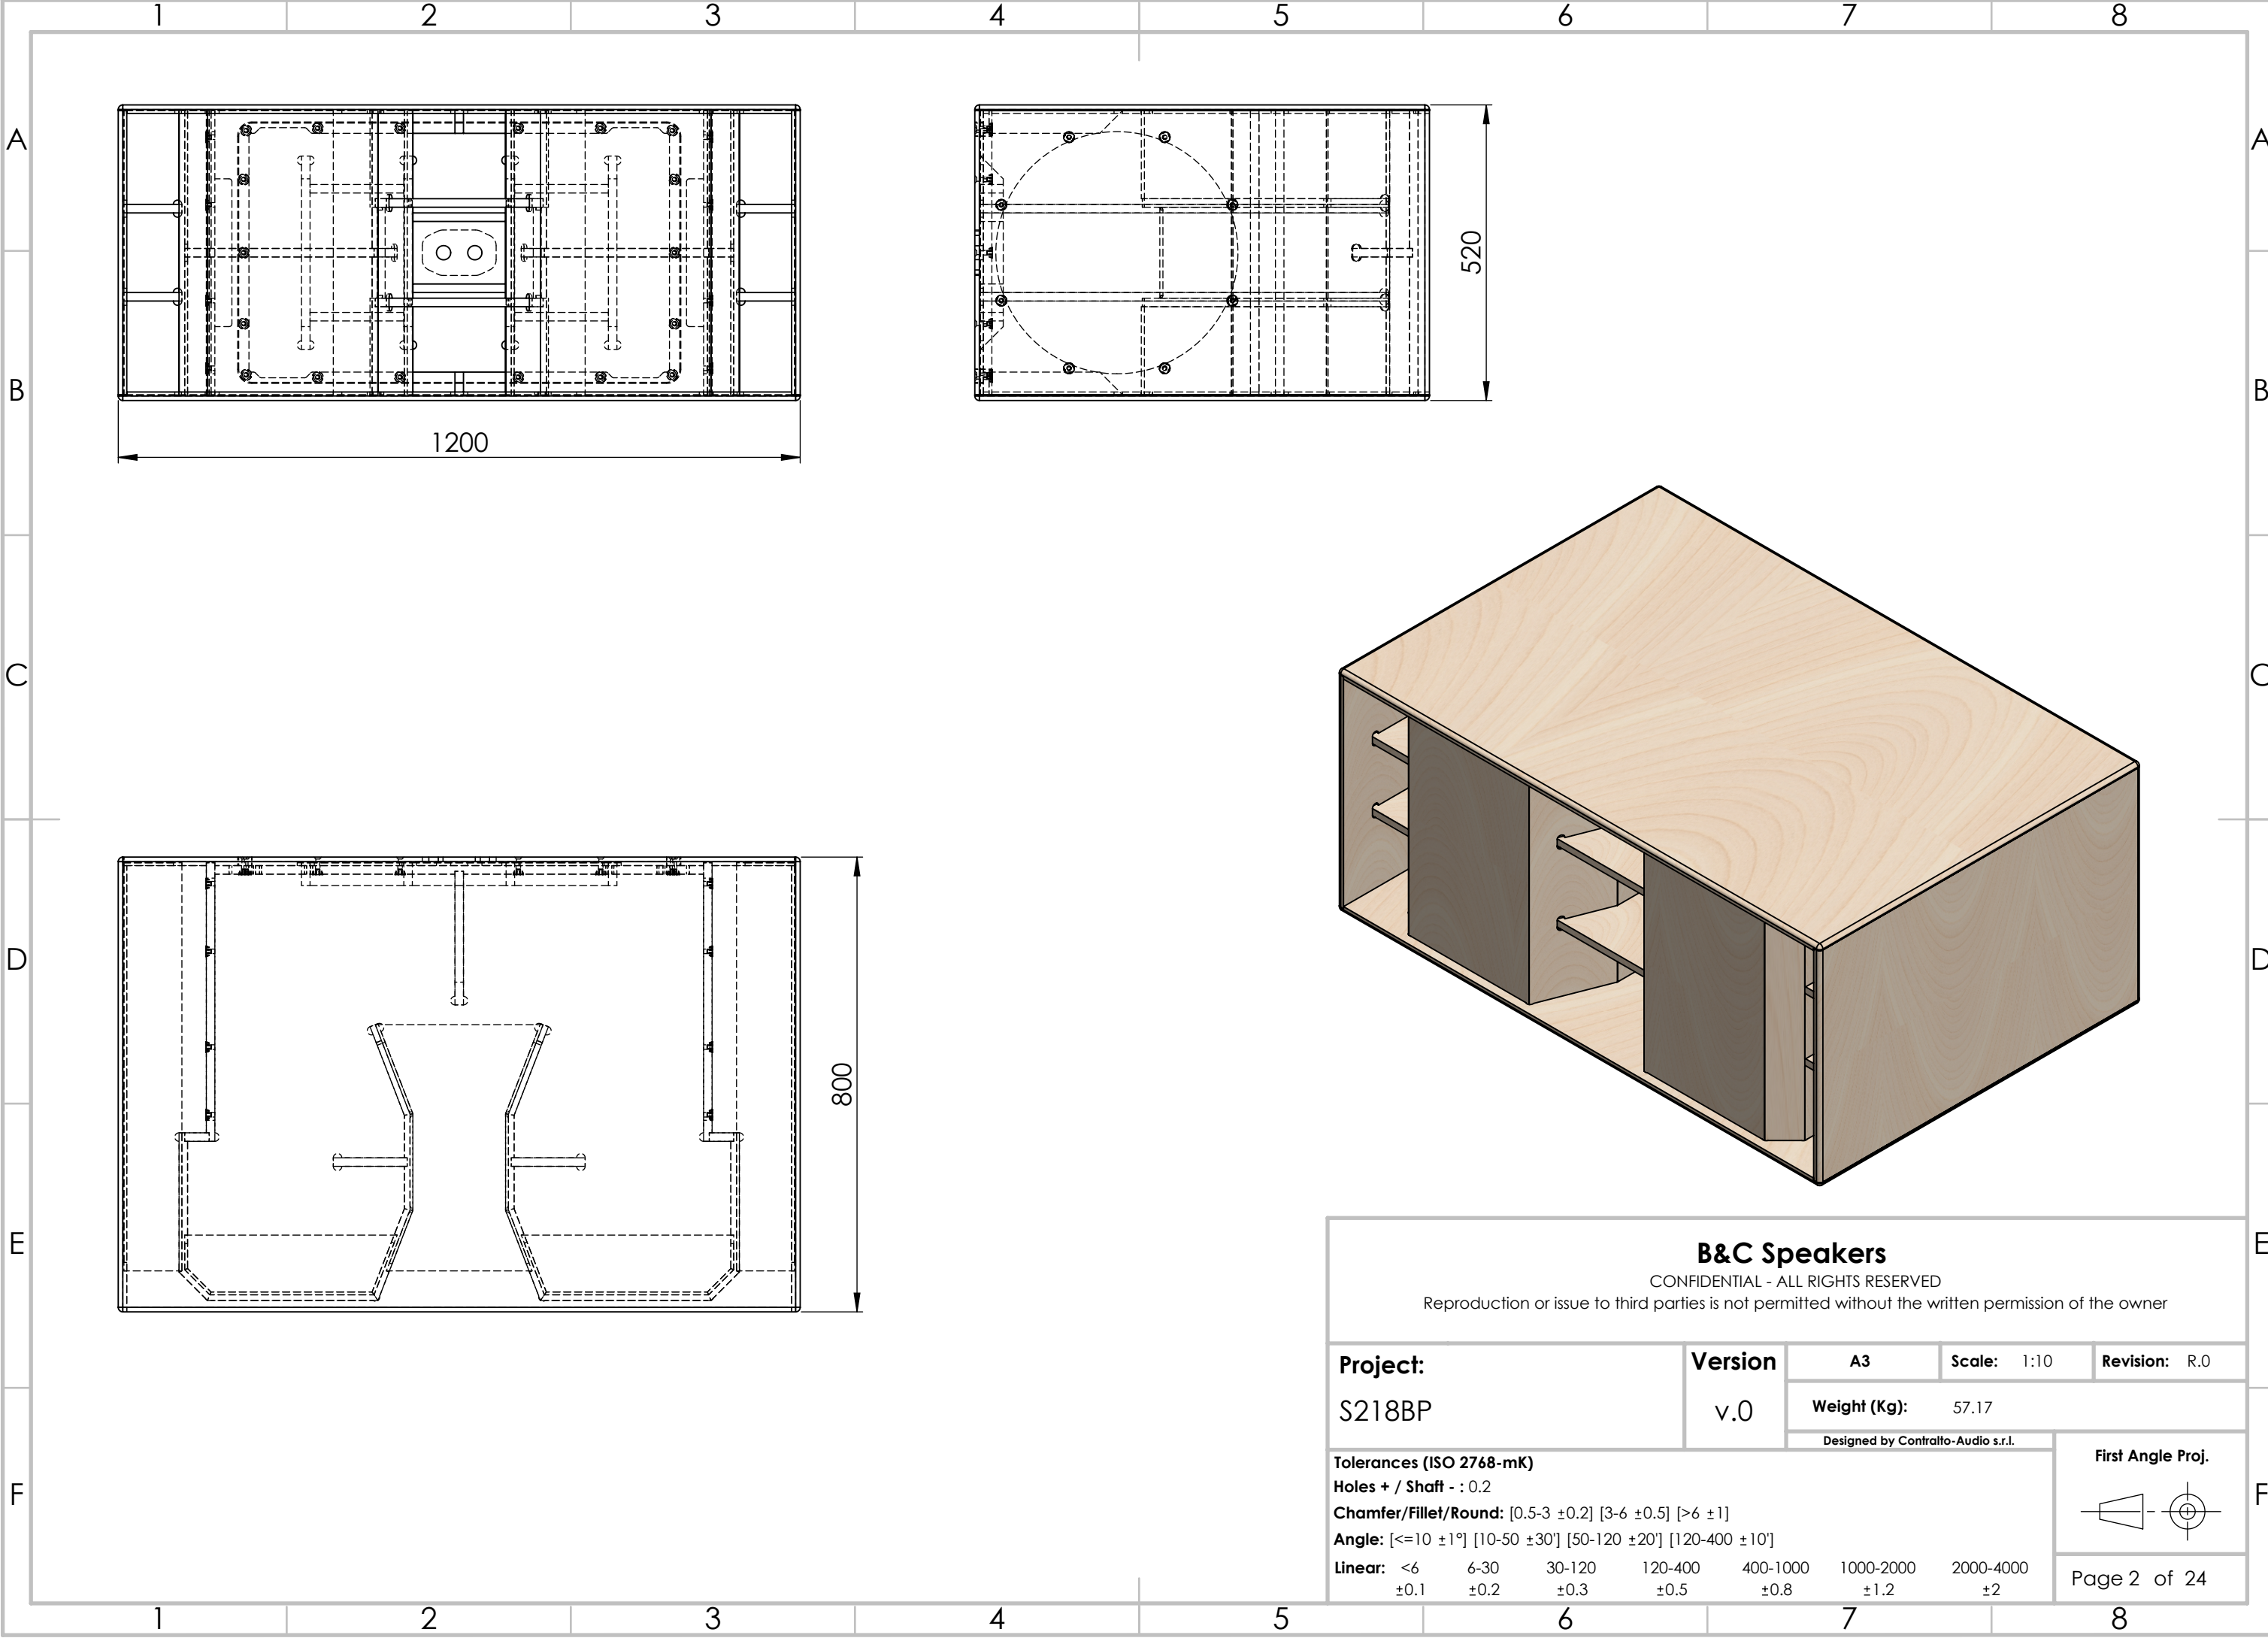 1 2 3 4 5 6 7 8
A A
B B
C C
D D
E E
F F
1200
520
800
B&C Speakers
CONFIDENTIAL - ALL RIGHTS RESERVED
Reproduction or issue to third parties is not permitted without the written permission of the owner
Project:
S218BP
Version
v.0
A3
Scale: 1:10
Revision: R.0
Weight (Kg): 57.17
Designed by Contralto-Audio s.r.l.
First Angle Proj.
Tolerances (ISO 2768-mK)
Holes + / Shaft - : 0.2
Chamfer/Fillet/Round: [0.5-3 ±0.2] [3-6 ±0.5] [>6 ±1]
Angle: [<=10 ±1°] [10-50 ±30'] [50-120 ±20'] [120-400 ±10']
Linear: <6 6-30 30-120 120-400 400-1000 1000-2000 2000-4000
±0.1 ±0.2 ±0.3 ±0.5 ±0.8 ±1.2 ±2
Page 2 of 24
1 2 3 4 5 6 7 8